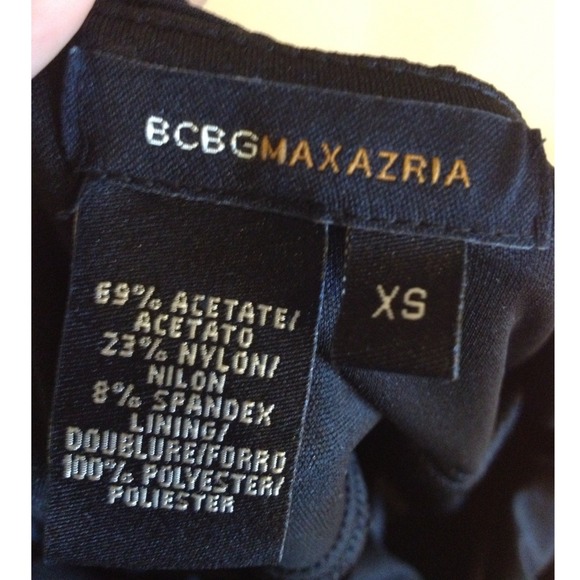 BCBGMAXAZRIA
XS
69% ACETATE/
ACETATO
23% NYLON/
NILON
8% SPANDEX
LINING/
DOUBLURE/FORRO
100% POLYESTER/
POLIESTER